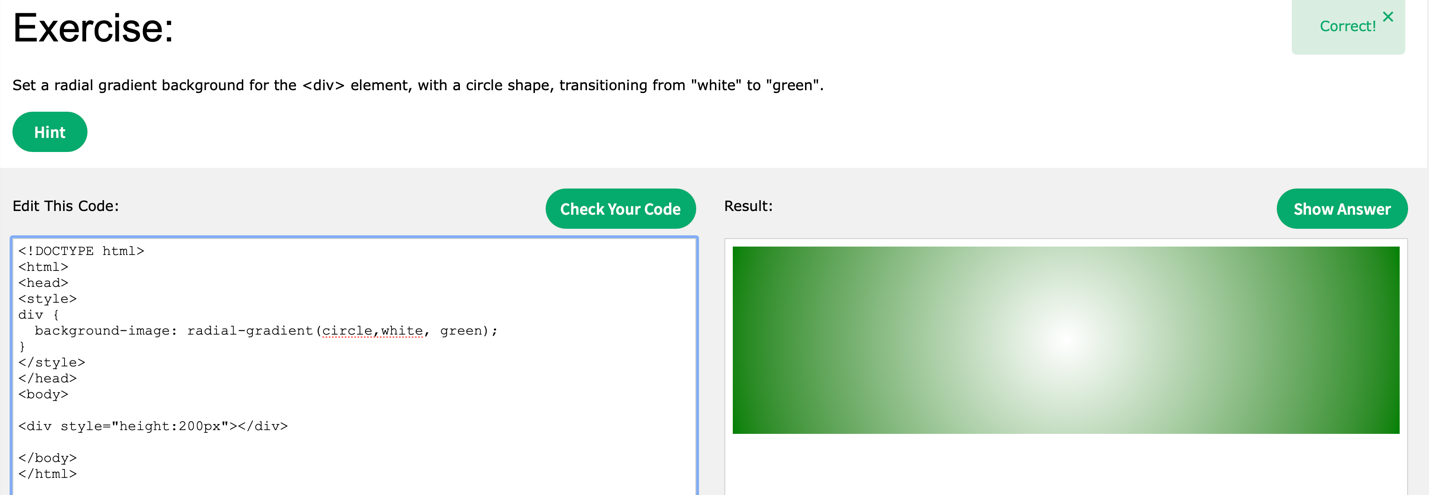 Exercise:
Correct! ×
Set a radial gradient background for the <div> element, with a circle shape, transitioning from "white" to "green".
Hint
Edit This Code:
Check Your Code
Result:
Show Answer
<!DOCTYPE html>
<html>
<head>
<style>
div {
  background-image: radial-gradient(circle,white, green);
}
</style>
</head>
<body>

<div style="height:200px"></div>

</body>
</html>